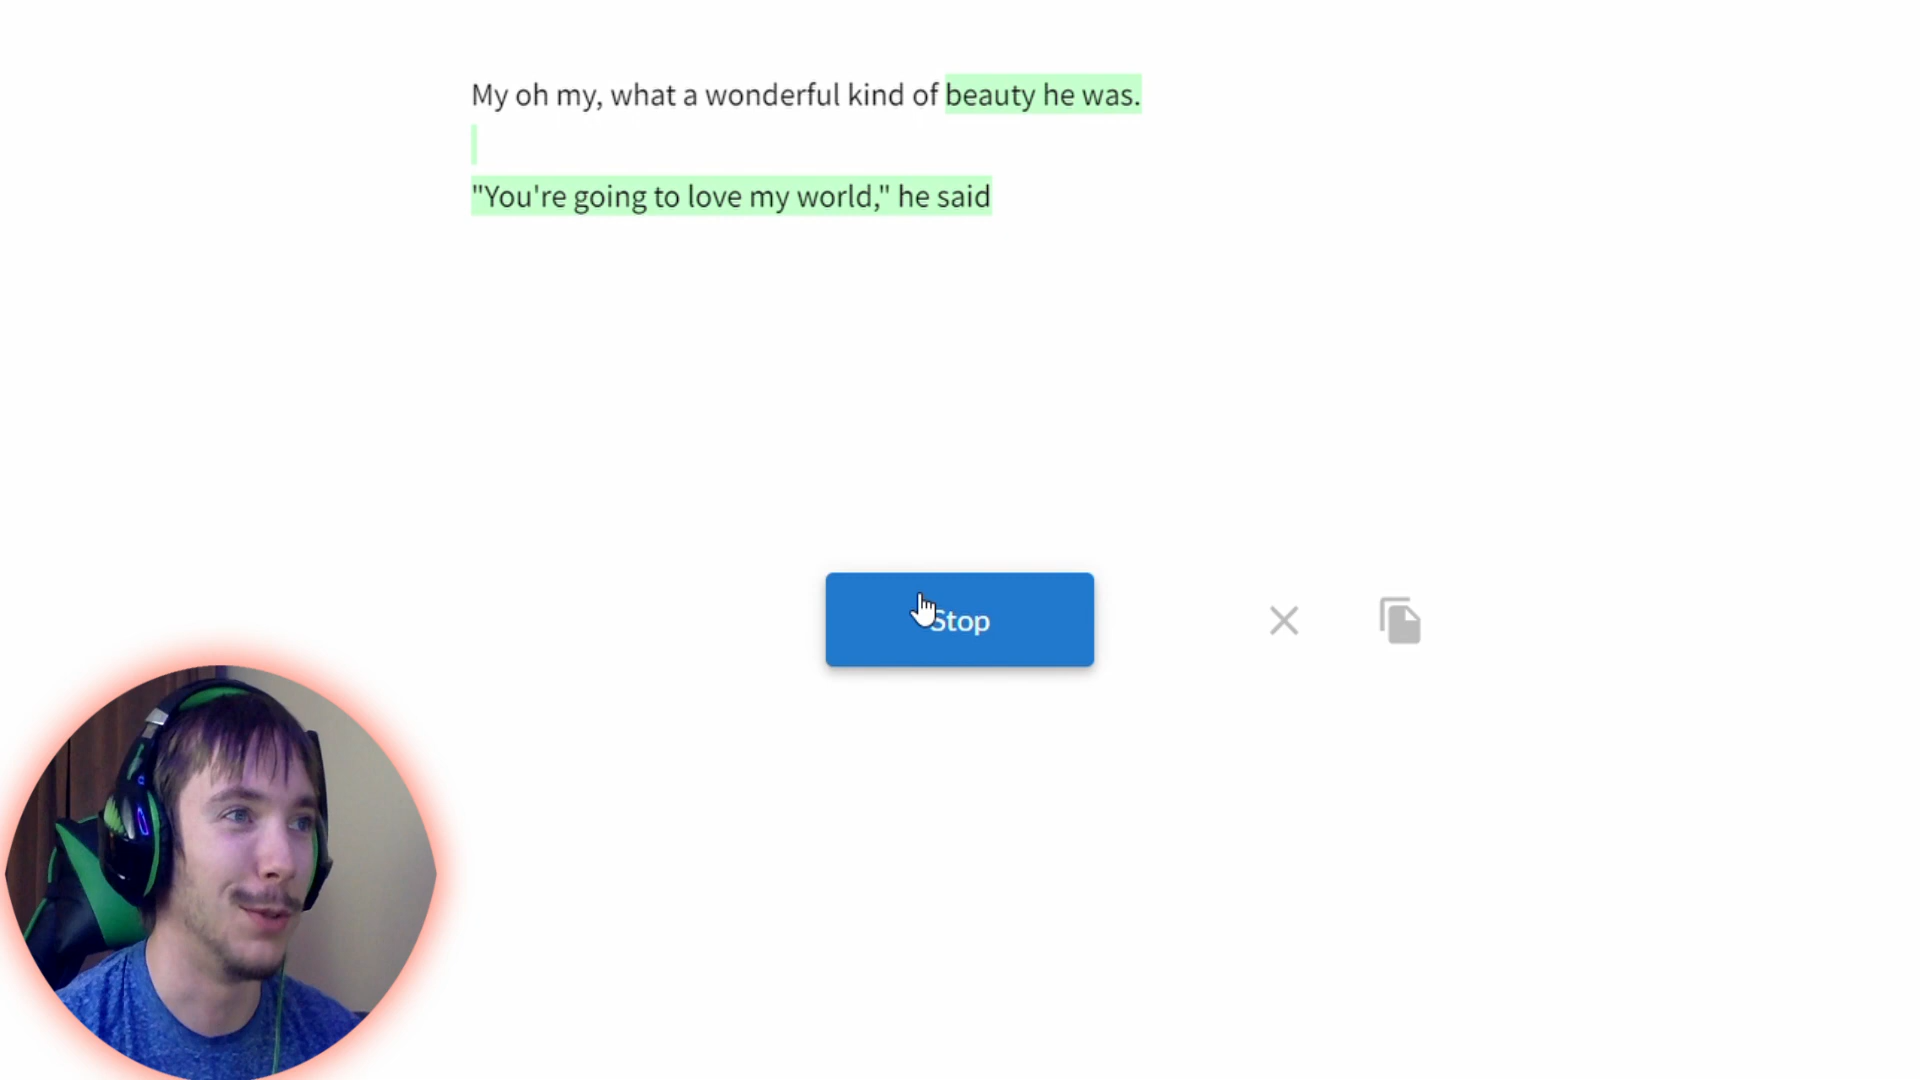 My oh my, what a wonderful kind of beauty he was.
"You're going to love my world," he said
Stop